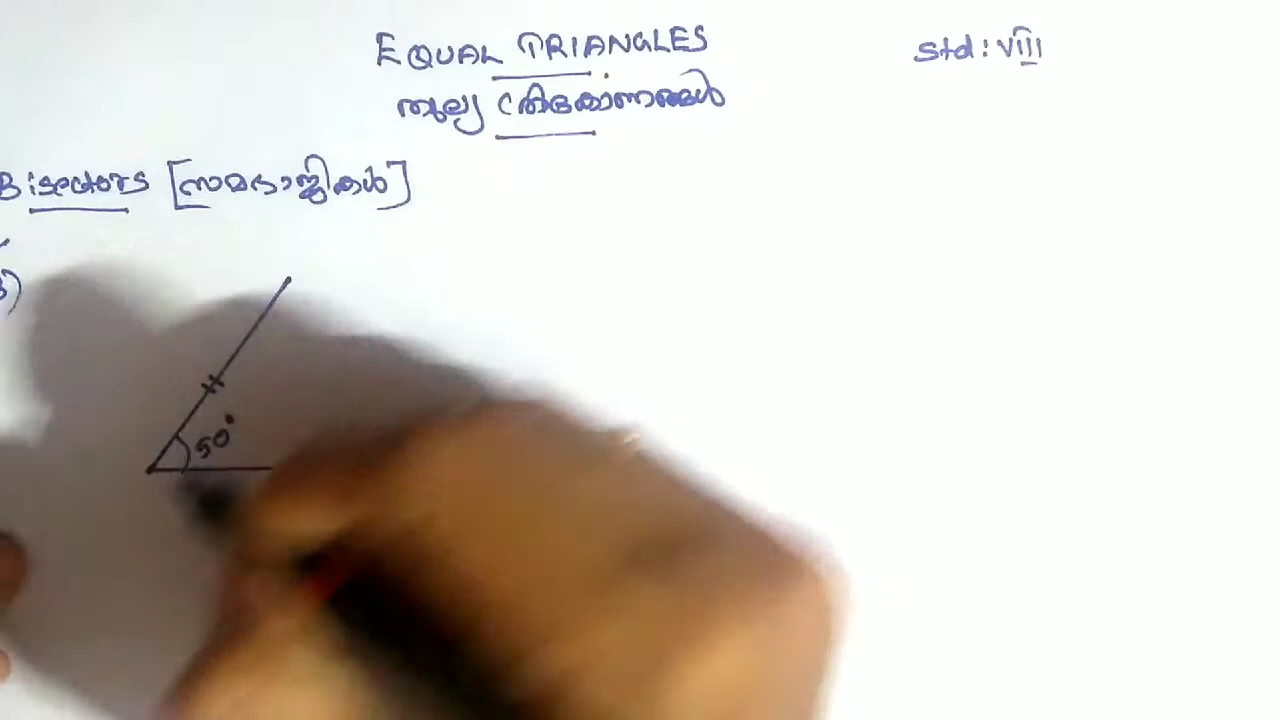 EQUAL TRIANGLES
Std: VIII
തുല്യ ത്രികോണങ്ങൾ
Bisectors [സമഭാജികൾ]
50°